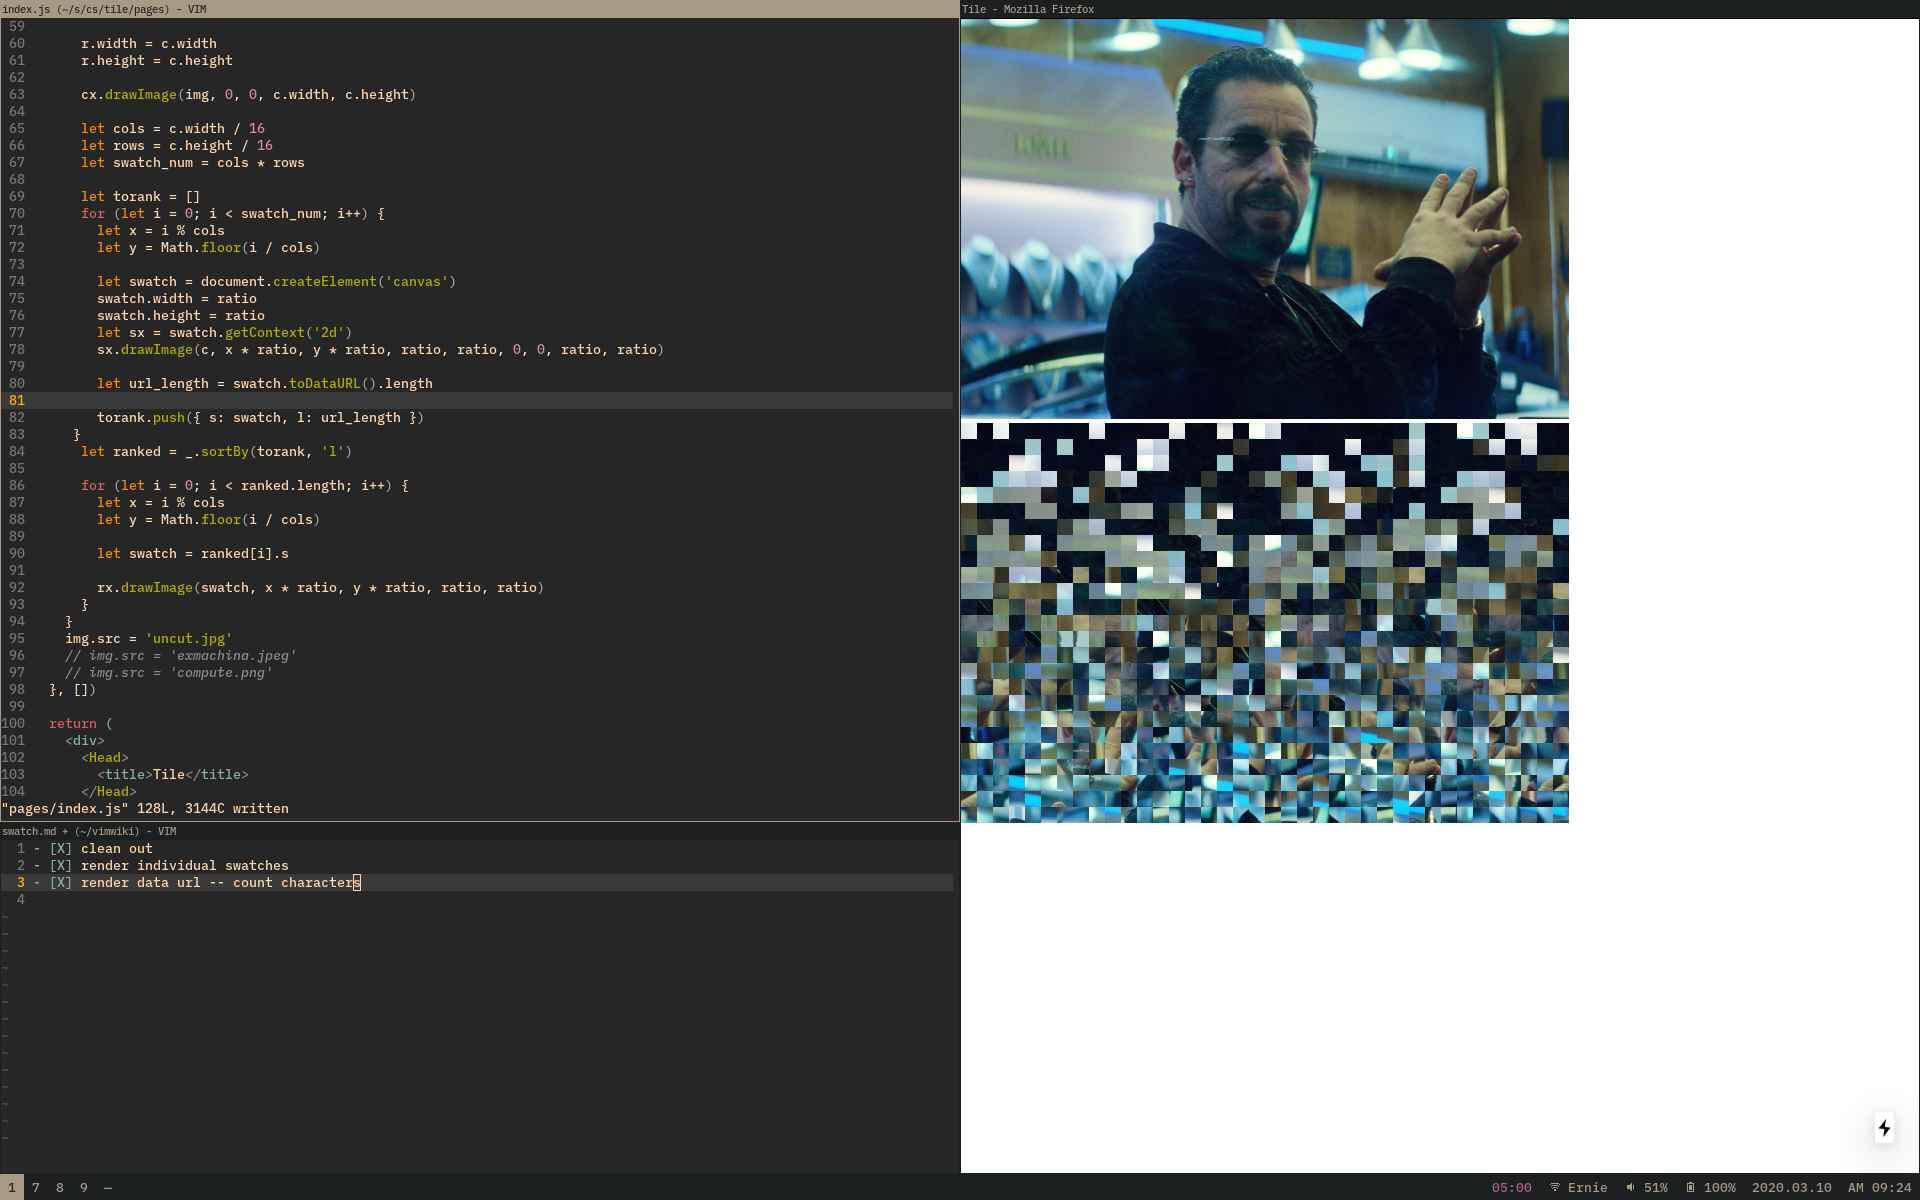 index.js (~/s/cs/tile/pages) - VIM
59
60 r.width = c.width
61 r.height = c.height
62
63 cx.drawImage(img, 0, 0, c.width, c.height)
64
65 let cols = c.width / 16
66 let rows = c.height / 16
67 let swatch_num = cols * rows
68
69 let torank = []
70 for (let i = 0; i < swatch_num; i++) {
71 let x = i % cols
72 let y = Math.floor(i / cols)
73
74 let swatch = document.createElement('canvas')
75 swatch.width = ratio
76 swatch.height = ratio
77 let sx = swatch.getContext('2d')
78 sx.drawImage(c, x * ratio, y * ratio, ratio, ratio, 0, 0, ratio, ratio)
79
80 let url_length = swatch.toDataURL().length
81
82 torank.push({ s: swatch, l: url_length })
83 }
84 let ranked = _.sortBy(torank, 'l')
85
86 for (let i = 0; i < ranked.length; i++) {
87 let x = i % cols
88 let y = Math.floor(i / cols)
89
90 let swatch = ranked[i].s
91
92 rx.drawImage(swatch, x * ratio, y * ratio, ratio, ratio)
93 }
94 }
95 img.src = 'uncut.jpg'
96 // img.src = 'exmachina.jpeg'
97 // img.src = 'compute.png'
98 }, [])
99
100 return (
101 <div>
102 <Head>
103 <title>Tile</title>
104 </Head>
"pages/index.js" 128L, 3144C written
swatch.md + (~/vimwiki) - VIM
1 - [X] clean out
2 - [X] render individual swatches
3 - [X] render data url -- count characters
4
~
~
~
~
~
~
~
~
~
~
~
~
~
~
Tile - Mozilla Firefox
1 7 8 9 —
05:00 Ernie 51% 100% 2020.03.10 AM 09:24